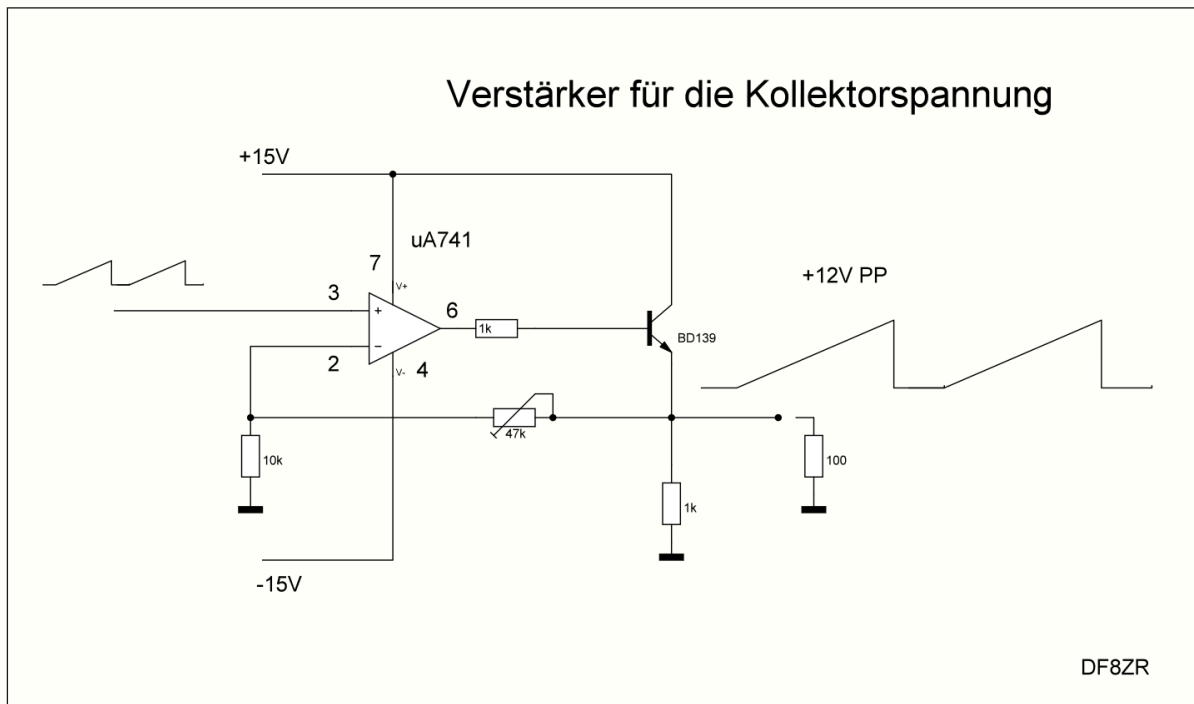 Verstärker für die Kollektorspannung
+15V
uA741
7
V+
+12V PP
3
+
6
1k
BD139
−
2
V-
4
47k
10k
100
1k
-15V
DF8ZR